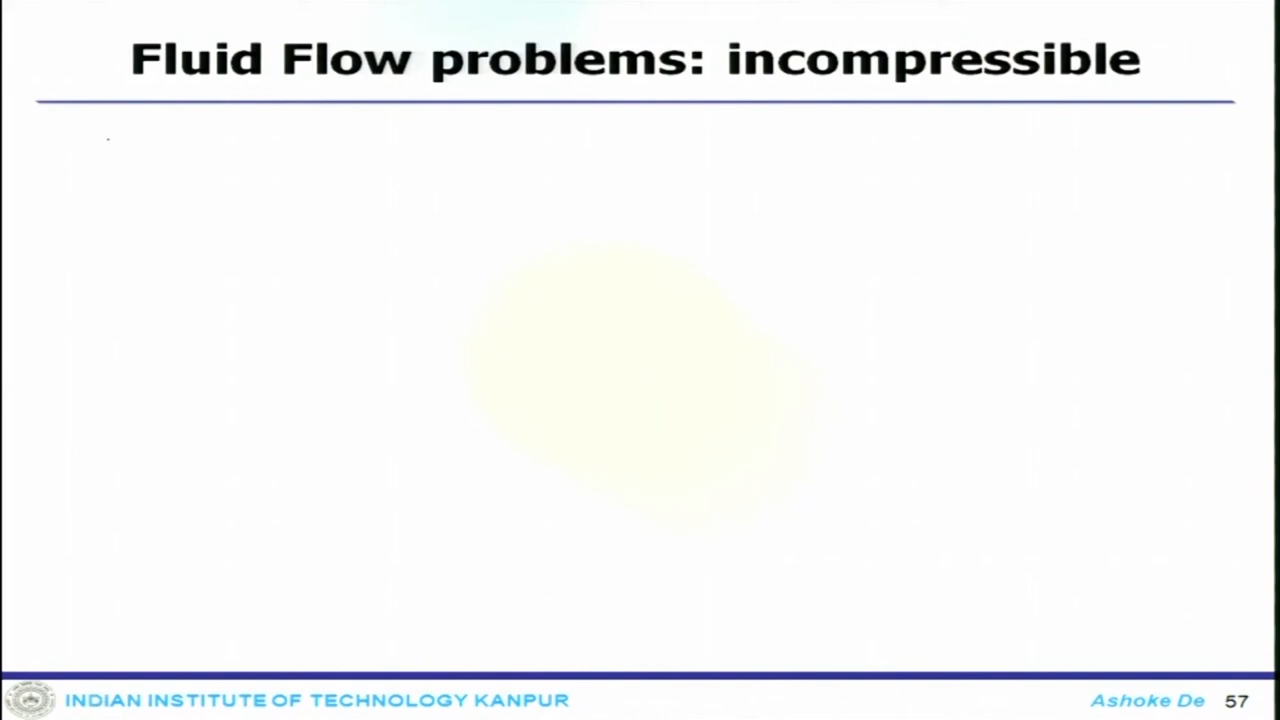 Fluid Flow problems: incompressible
INDIAN INSTITUTE OF TECHNOLOGY KANPUR
Ashoke De 57